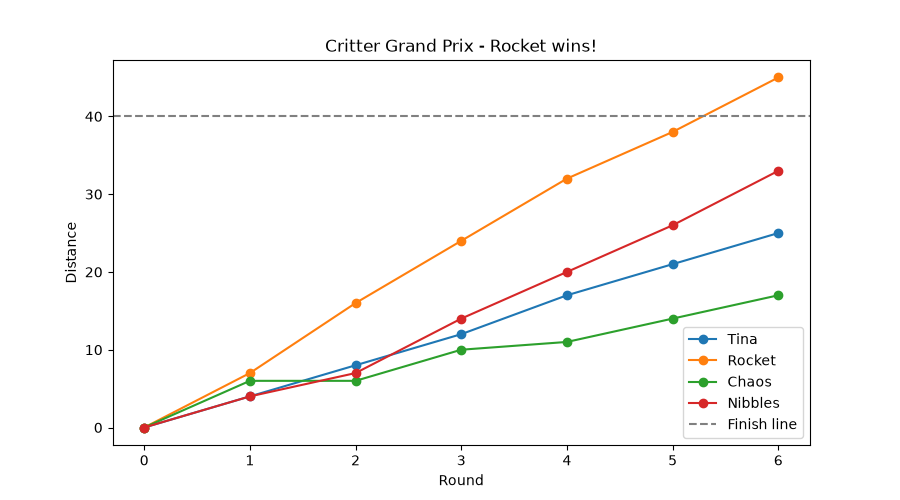 Critter Grand Prix - Rocket wins!
Distance
40
30
20
10
0
0 1 2 3 4 5 6
Round
Tina
Rocket
Chaos
Nibbles
Finish line